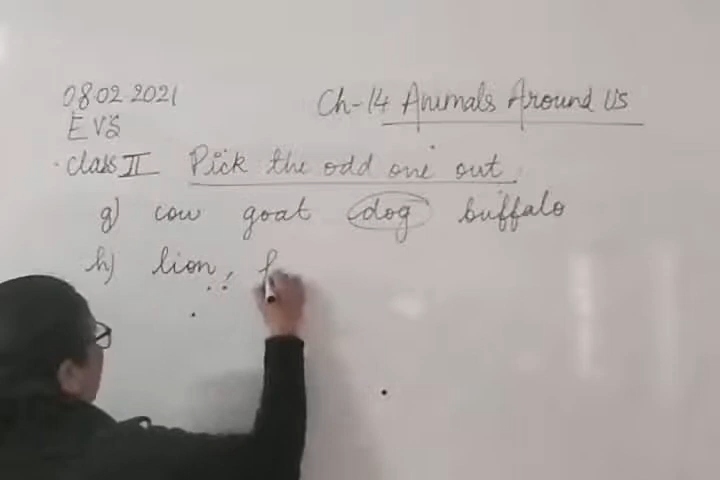 08.02.2021
Ch-14 Animals Around Us
EVS
Class II Pick the odd one out
g) cow goat dog buffalo
h) lion